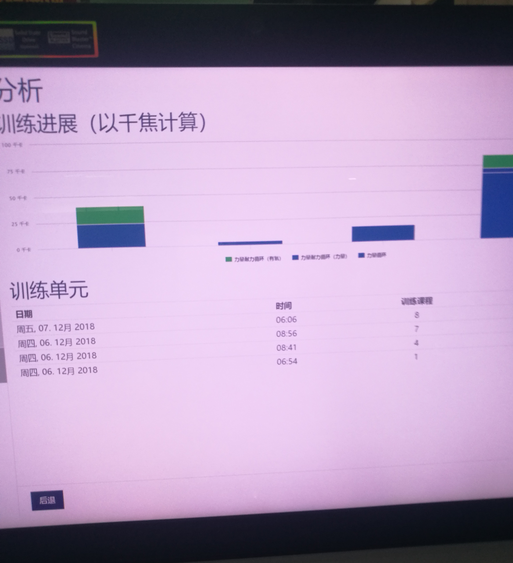 分析
训练进展（以千焦计算）
100 千卡
75 千卡
50 千卡
25 千卡
0 千卡
力量耐力循环（有氧） 力量耐力循环（力量） 力量循环
训练单元
日期 时间 训练课程
周五, 07. 12月 2018 06:06 8
周四, 06. 12月 2018 08:56 7
周四, 06. 12月 2018 08:41 4
周四, 06. 12月 2018 06:54 1
后退